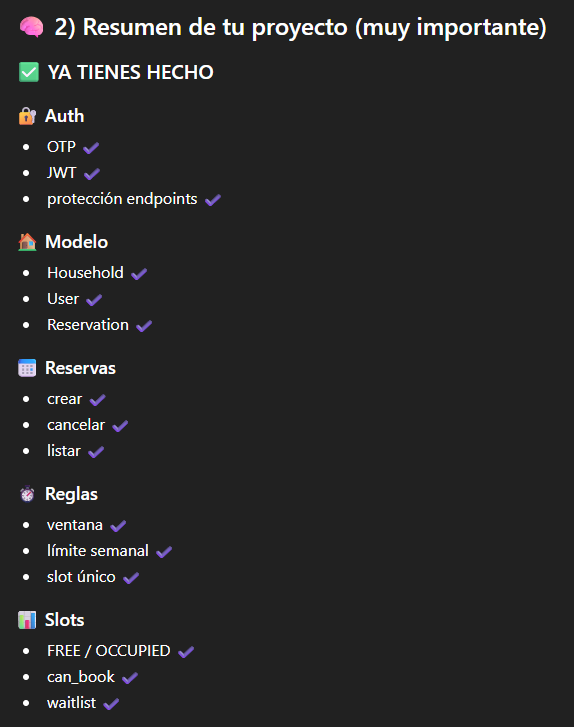 🧠 2) Resumen de tu proyecto (muy importante)
✅ YA TIENES HECHO
🔐 Auth
• OTP ✔
• JWT ✔
• protección endpoints ✔
🏠 Modelo
• Household ✔
• User ✔
• Reservation ✔
📅 Reservas
• crear ✔
• cancelar ✔
• listar ✔
⏰ Reglas
• ventana ✔
• límite semanal ✔
• slot único ✔
📊 Slots
• FREE / OCCUPIED ✔
• can_book ✔
• waitlist ✔